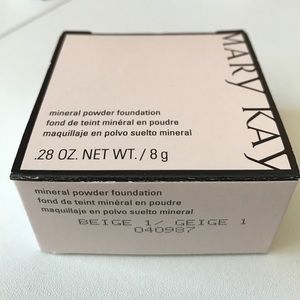 MARY KAY
mineral powder foundation
fond de teint minéral en poudre
maquillaje en polvo suelto mineral
.28 OZ. NET WT./ 8 g
mineral powder foundation
fond de teint minéral en poudre
maquillaje en polvo suelto mineral
BEIGE 1/ GEIGE 1
040987